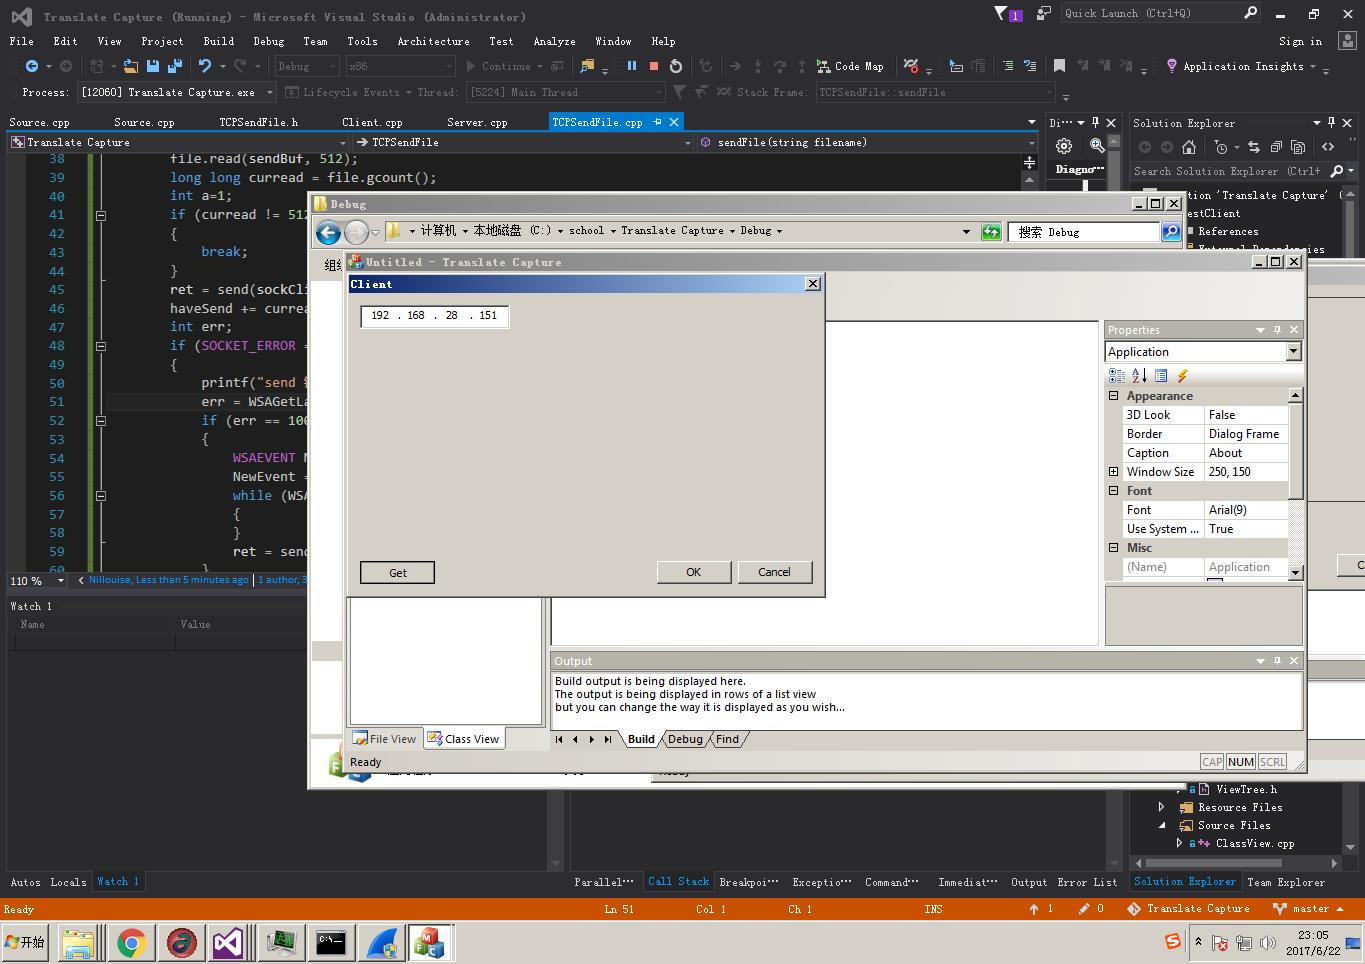 Translate Capture (Running) - Microsoft Visual Studio (Administrator)
1
Quick Launch (Ctrl+Q)
File Edit View Project Build Debug Team Tools Architecture Test Analyze Window Help
Sign in
Debug x86 Continue Code Map Application Insights
Process: [12060] Translate Capture.exe Lifecycle Events Thread: [5224] Main Thread Stack Frame: TCPSendFile::sendFile
Source.cpp Source.cpp TCPSendFile.h Client.cpp Server.cpp TCPSendFile.cpp
Translate Capture TCPSendFile sendFile(string filename)
38 file.read(sendBuf, 512);
39 long long curread = file.gcount();
40 int a=1;
41 if (curread != 512
42 {
43 break;
44 }
45 ret = send(sockCli
46 haveSend += currea
47 int err;
48 if (SOCKET_ERROR =
49 {
50 printf("send
51 err = WSAGetLa
52 if (err == 100
53 {
54 WSAEVENT N
55 NewEvent =
56 while (WSA
57 {
58 }
59 ret = send
60 }
110 %
Nillouise, Less than 5 minutes ago | 1 author, 3
Watch 1
Name Value
Autos Locals Watch 1
Di⋯
Diagno⋯
Solution Explorer
Search Solution Explorer (Ctrl+
tion 'Translate Capture' (
estClient
References
External Dependencies
ViewTree.h
Resource Files
Source Files
ClassView.cpp
Debug
计算机 本地磁盘 (C:) school Translate Capture Debug
搜索 Debug
Untitled - Translate Capture
Client
192 . 168 . 28 . 151
Get OK Cancel
Properties
Application
Appearance
3D Look False
Border Dialog Frame
Caption About
Window Size 250, 150
Font
Font Arial(9)
Use System ... True
Misc
(Name) Application
Output
Build output is being displayed here.
The output is being displayed in rows of a list view
but you can change the way it is displayed as you wish...
File View Class View
Build Debug Find
Ready
CAP NUM SCRL
Parallel⋯ Call Stack Breakpoi⋯ Exceptio⋯ Command⋯ Immediat⋯ Output Error List
Solution Explorer Team Explorer
Ready Ln 51 Col 1 Ch 1 INS 1 0 Translate Capture master
开始
23:05
2017/6/22